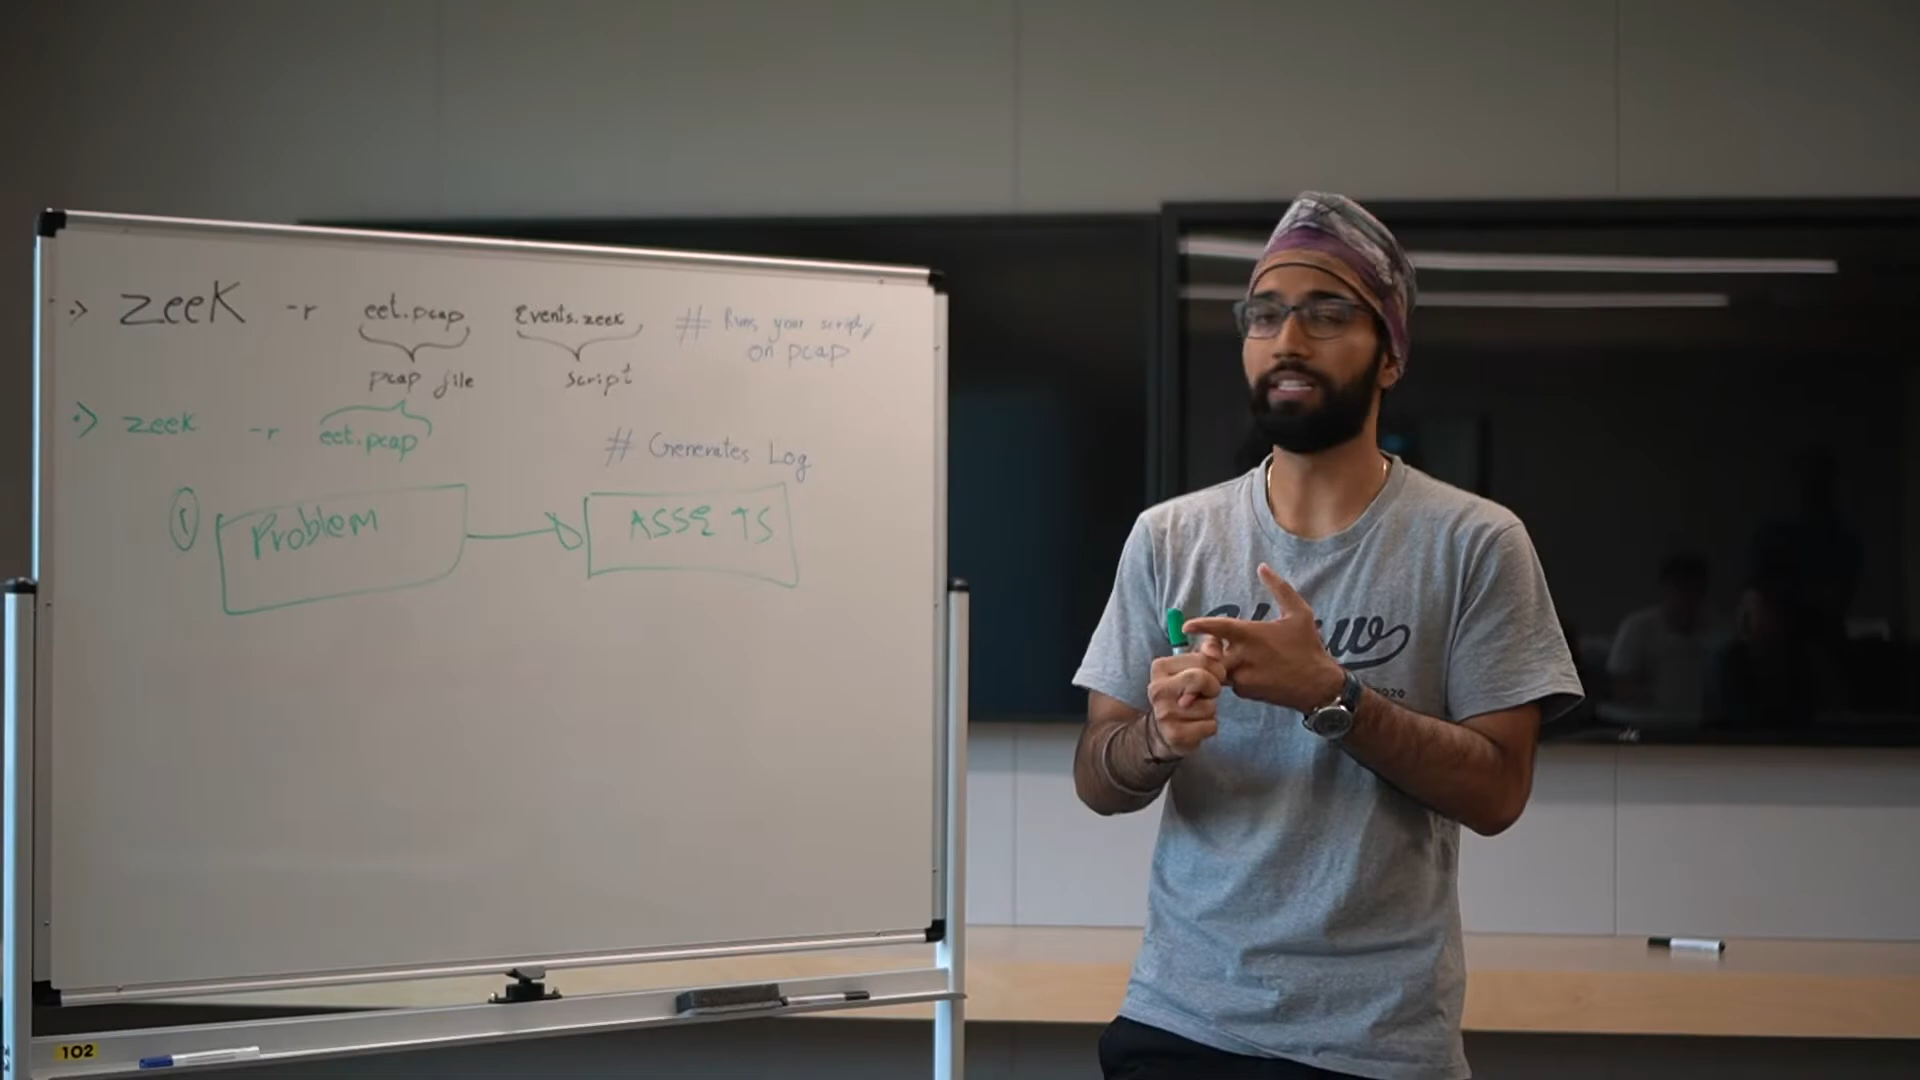 .> zeek -r eet.pcap Events.zeek # Runs your script
on pcap
pcap file script
.> zeek -r eet.pcap # Generates Log
1 Problem ASSETS
2020
102